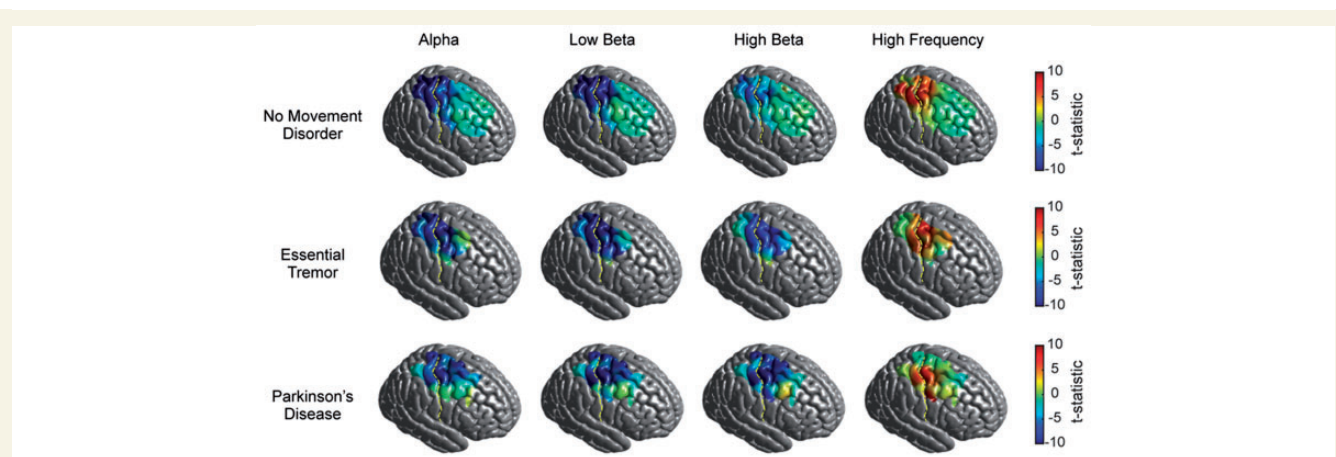 Alpha Low Beta High Beta High Frequency
No Movement
Disorder
10
5
0
-5
-10
t-statistic
Essential
Tremor
10
5
0
-5
-10
t-statistic
Parkinson's
Disease
10
5
0
-5
-10
t-statistic